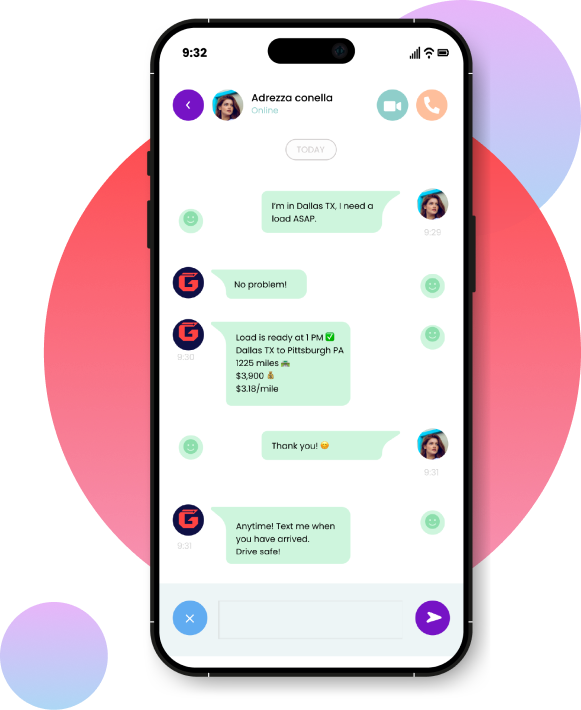 9:32
Adrezza conella
Online
TODAY
I'm in Dallas TX, I need a
load ASAP.
9:29
No problem!
Load is ready at 1 PM ✅
Dallas TX to Pittsburgh PA
1225 miles 🚓
$3,900 💰
$3.18/mile
9:30
Thank you! 😊
9:31
Anytime! Text me when
you have arrived.
Drive safe!
9:31